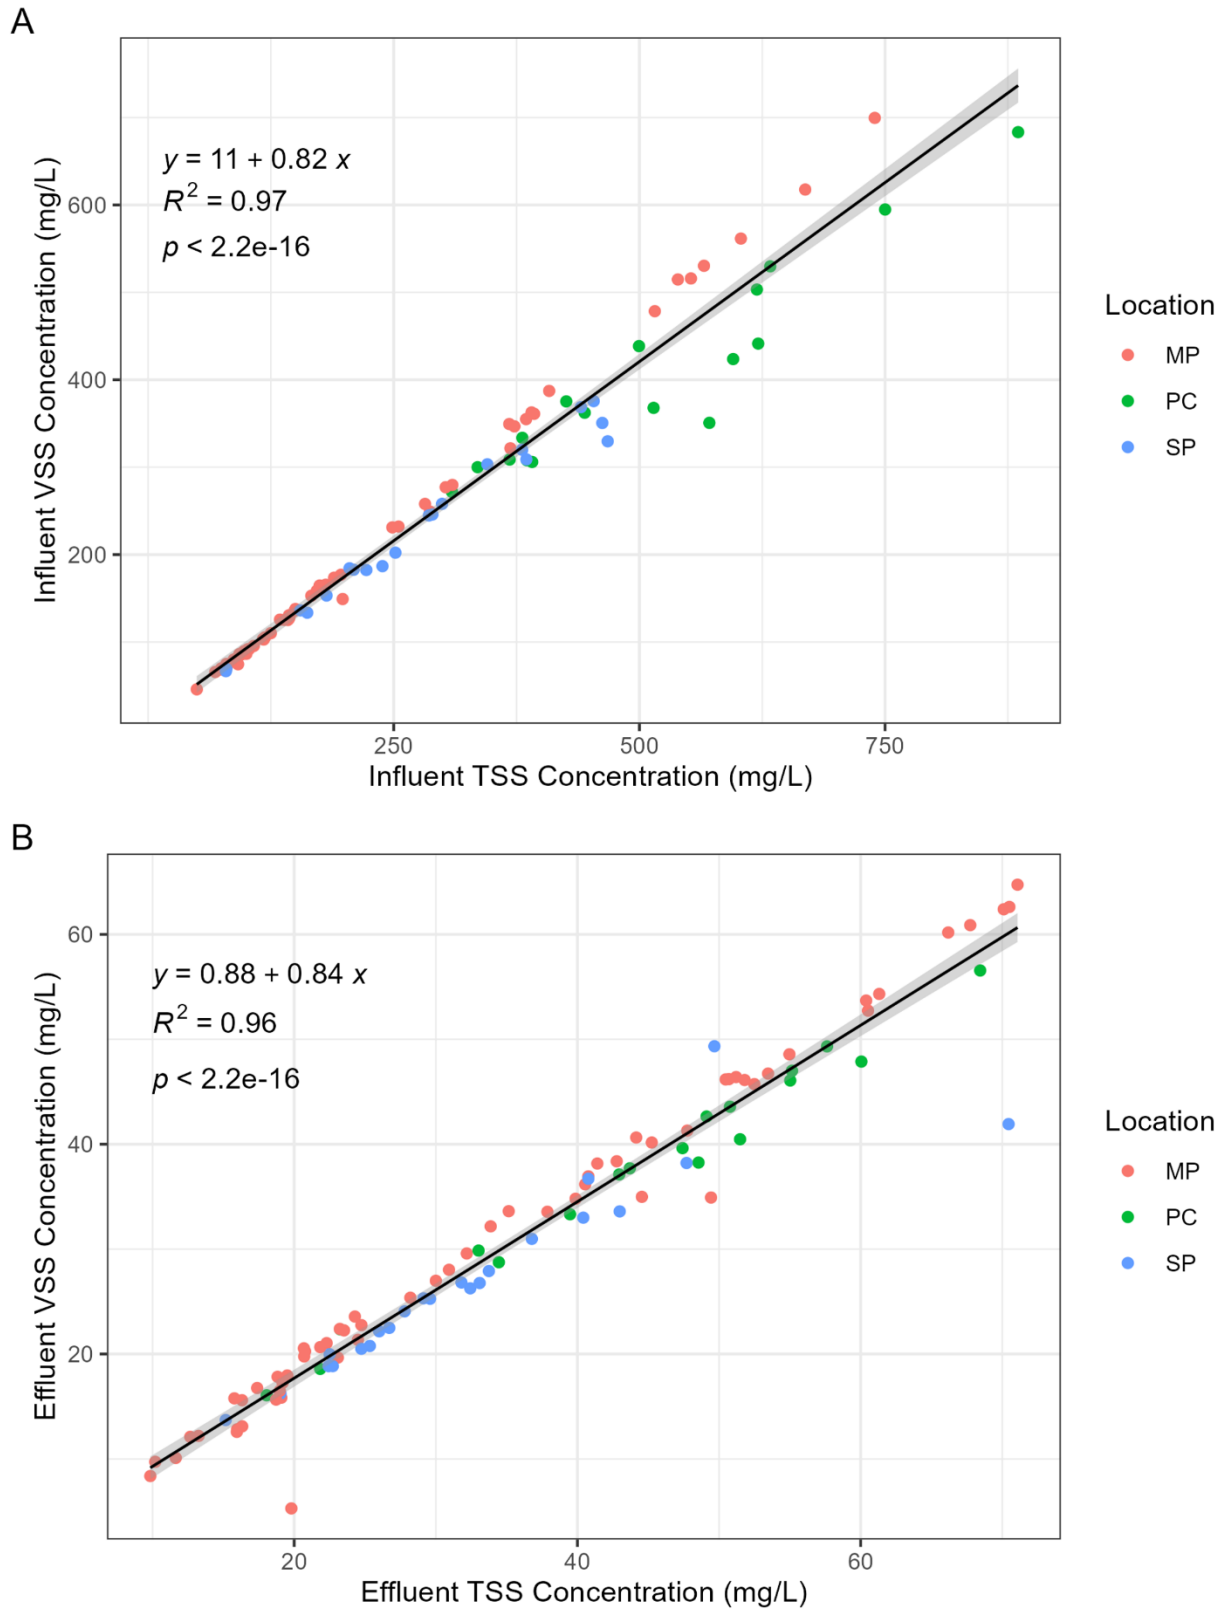 A
y = 11 + 0.82 x
R² = 0.97
p < 2.2e-16
600
400
200
Influent VSS Concentration (mg/L)
250 500 750
Influent TSS Concentration (mg/L)
Location
MP
PC
SP
B
y = 0.88 + 0.84 x
R² = 0.96
p < 2.2e-16
60
40
20
Effluent VSS Concentration (mg/L)
20 40 60
Effluent TSS Concentration (mg/L)
Location
MP
PC
SP